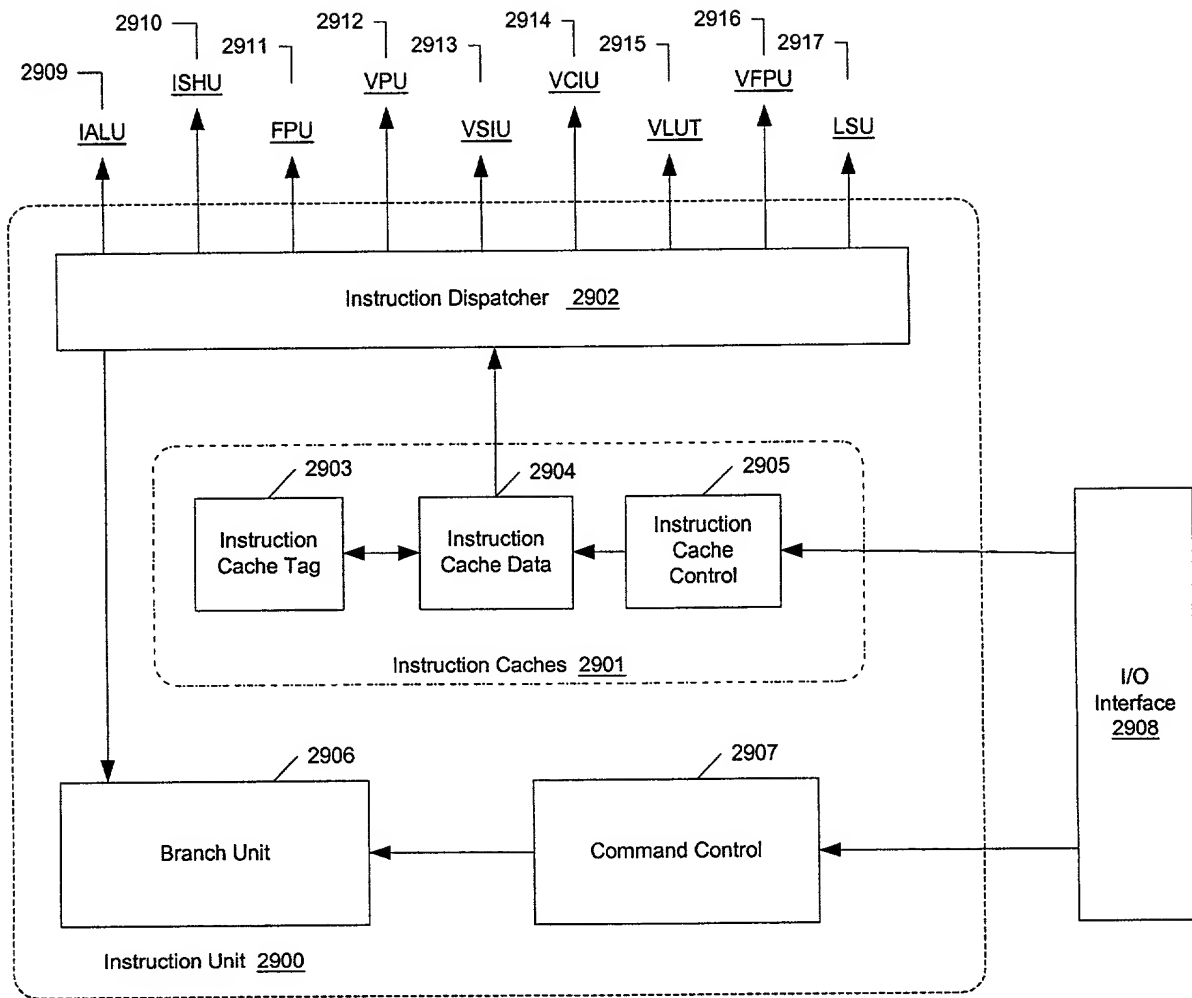 2910
2912
2914
2916
2911
2913
2915
2917
2909
ISHU
VPU
VCIU
VFPU
IALU
FPU
VSIU
VLUT
LSU
Instruction Dispatcher 2902
2903
2904
2905
Instruction
Cache Tag
Instruction
Cache Data
Instruction
Cache
Control
Instruction Caches 2901
I/O
Interface
2908
2906
2907
Branch Unit
Command Control
Instruction Unit 2900